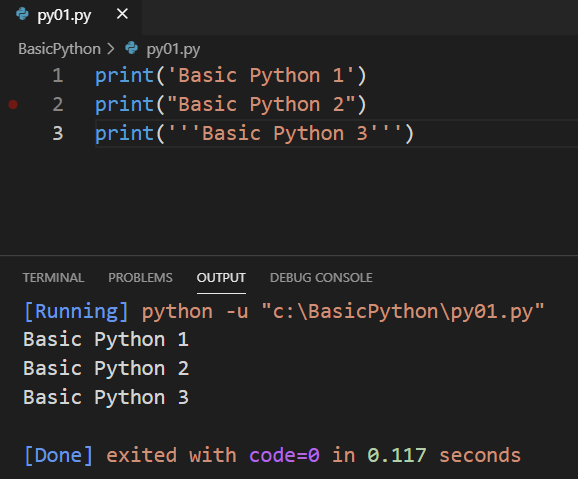 py01.py ×
BasicPython > py01.py
1 print('Basic Python 1')
2 print("Basic Python 2")
3 print('''Basic Python 3''')
TERMINAL PROBLEMS OUTPUT DEBUG CONSOLE
[Running] python -u "c:\BasicPython\py01.py"
Basic Python 1
Basic Python 2
Basic Python 3
[Done] exited with code=0 in 0.117 seconds